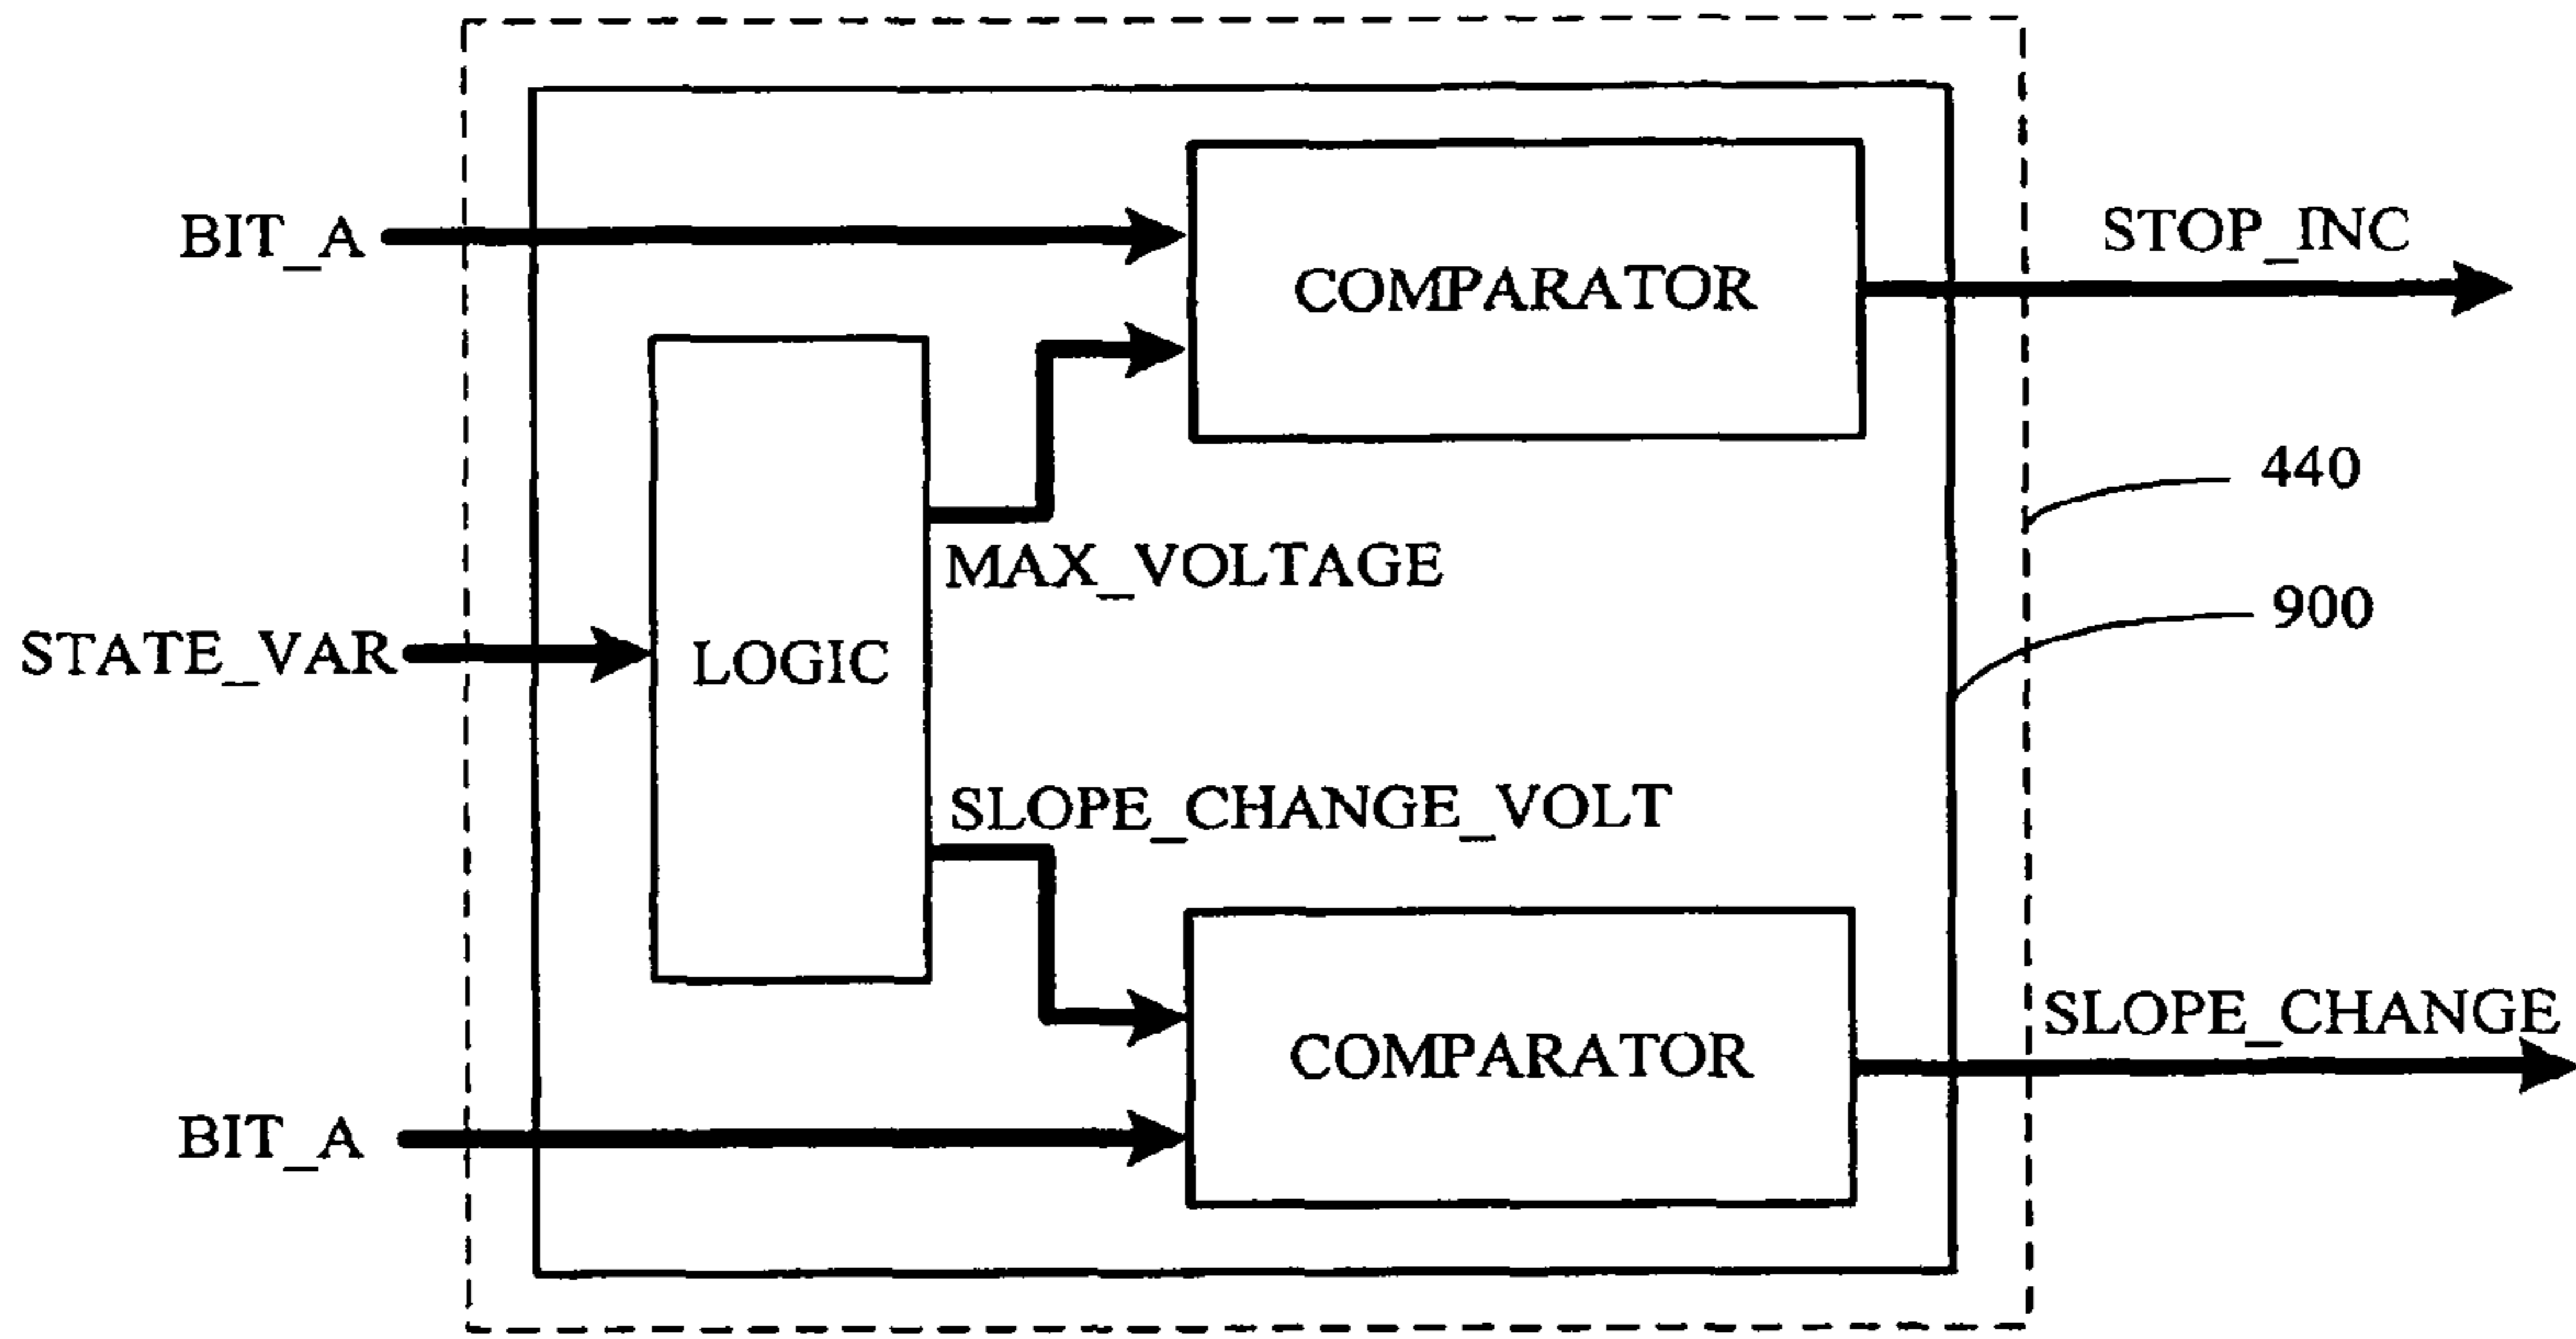 BIT_A
STOP_INC
COMPARATOR
440
MAX_VOLTAGE
900
STATE_VAR
LOGIC
SLOPE_CHANGE_VOLT
SLOPE_CHANGE
COMPARATOR
BIT_A